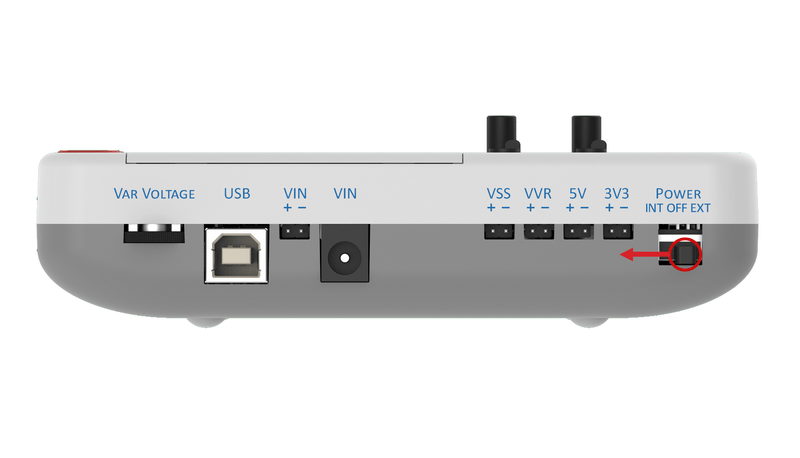 VAR VOLTAGE
USB
VIN
+ −
VIN
VSS
+ −
VVR
+ −
5V
+ −
3V3
+ −
POWER
INT OFF EXT